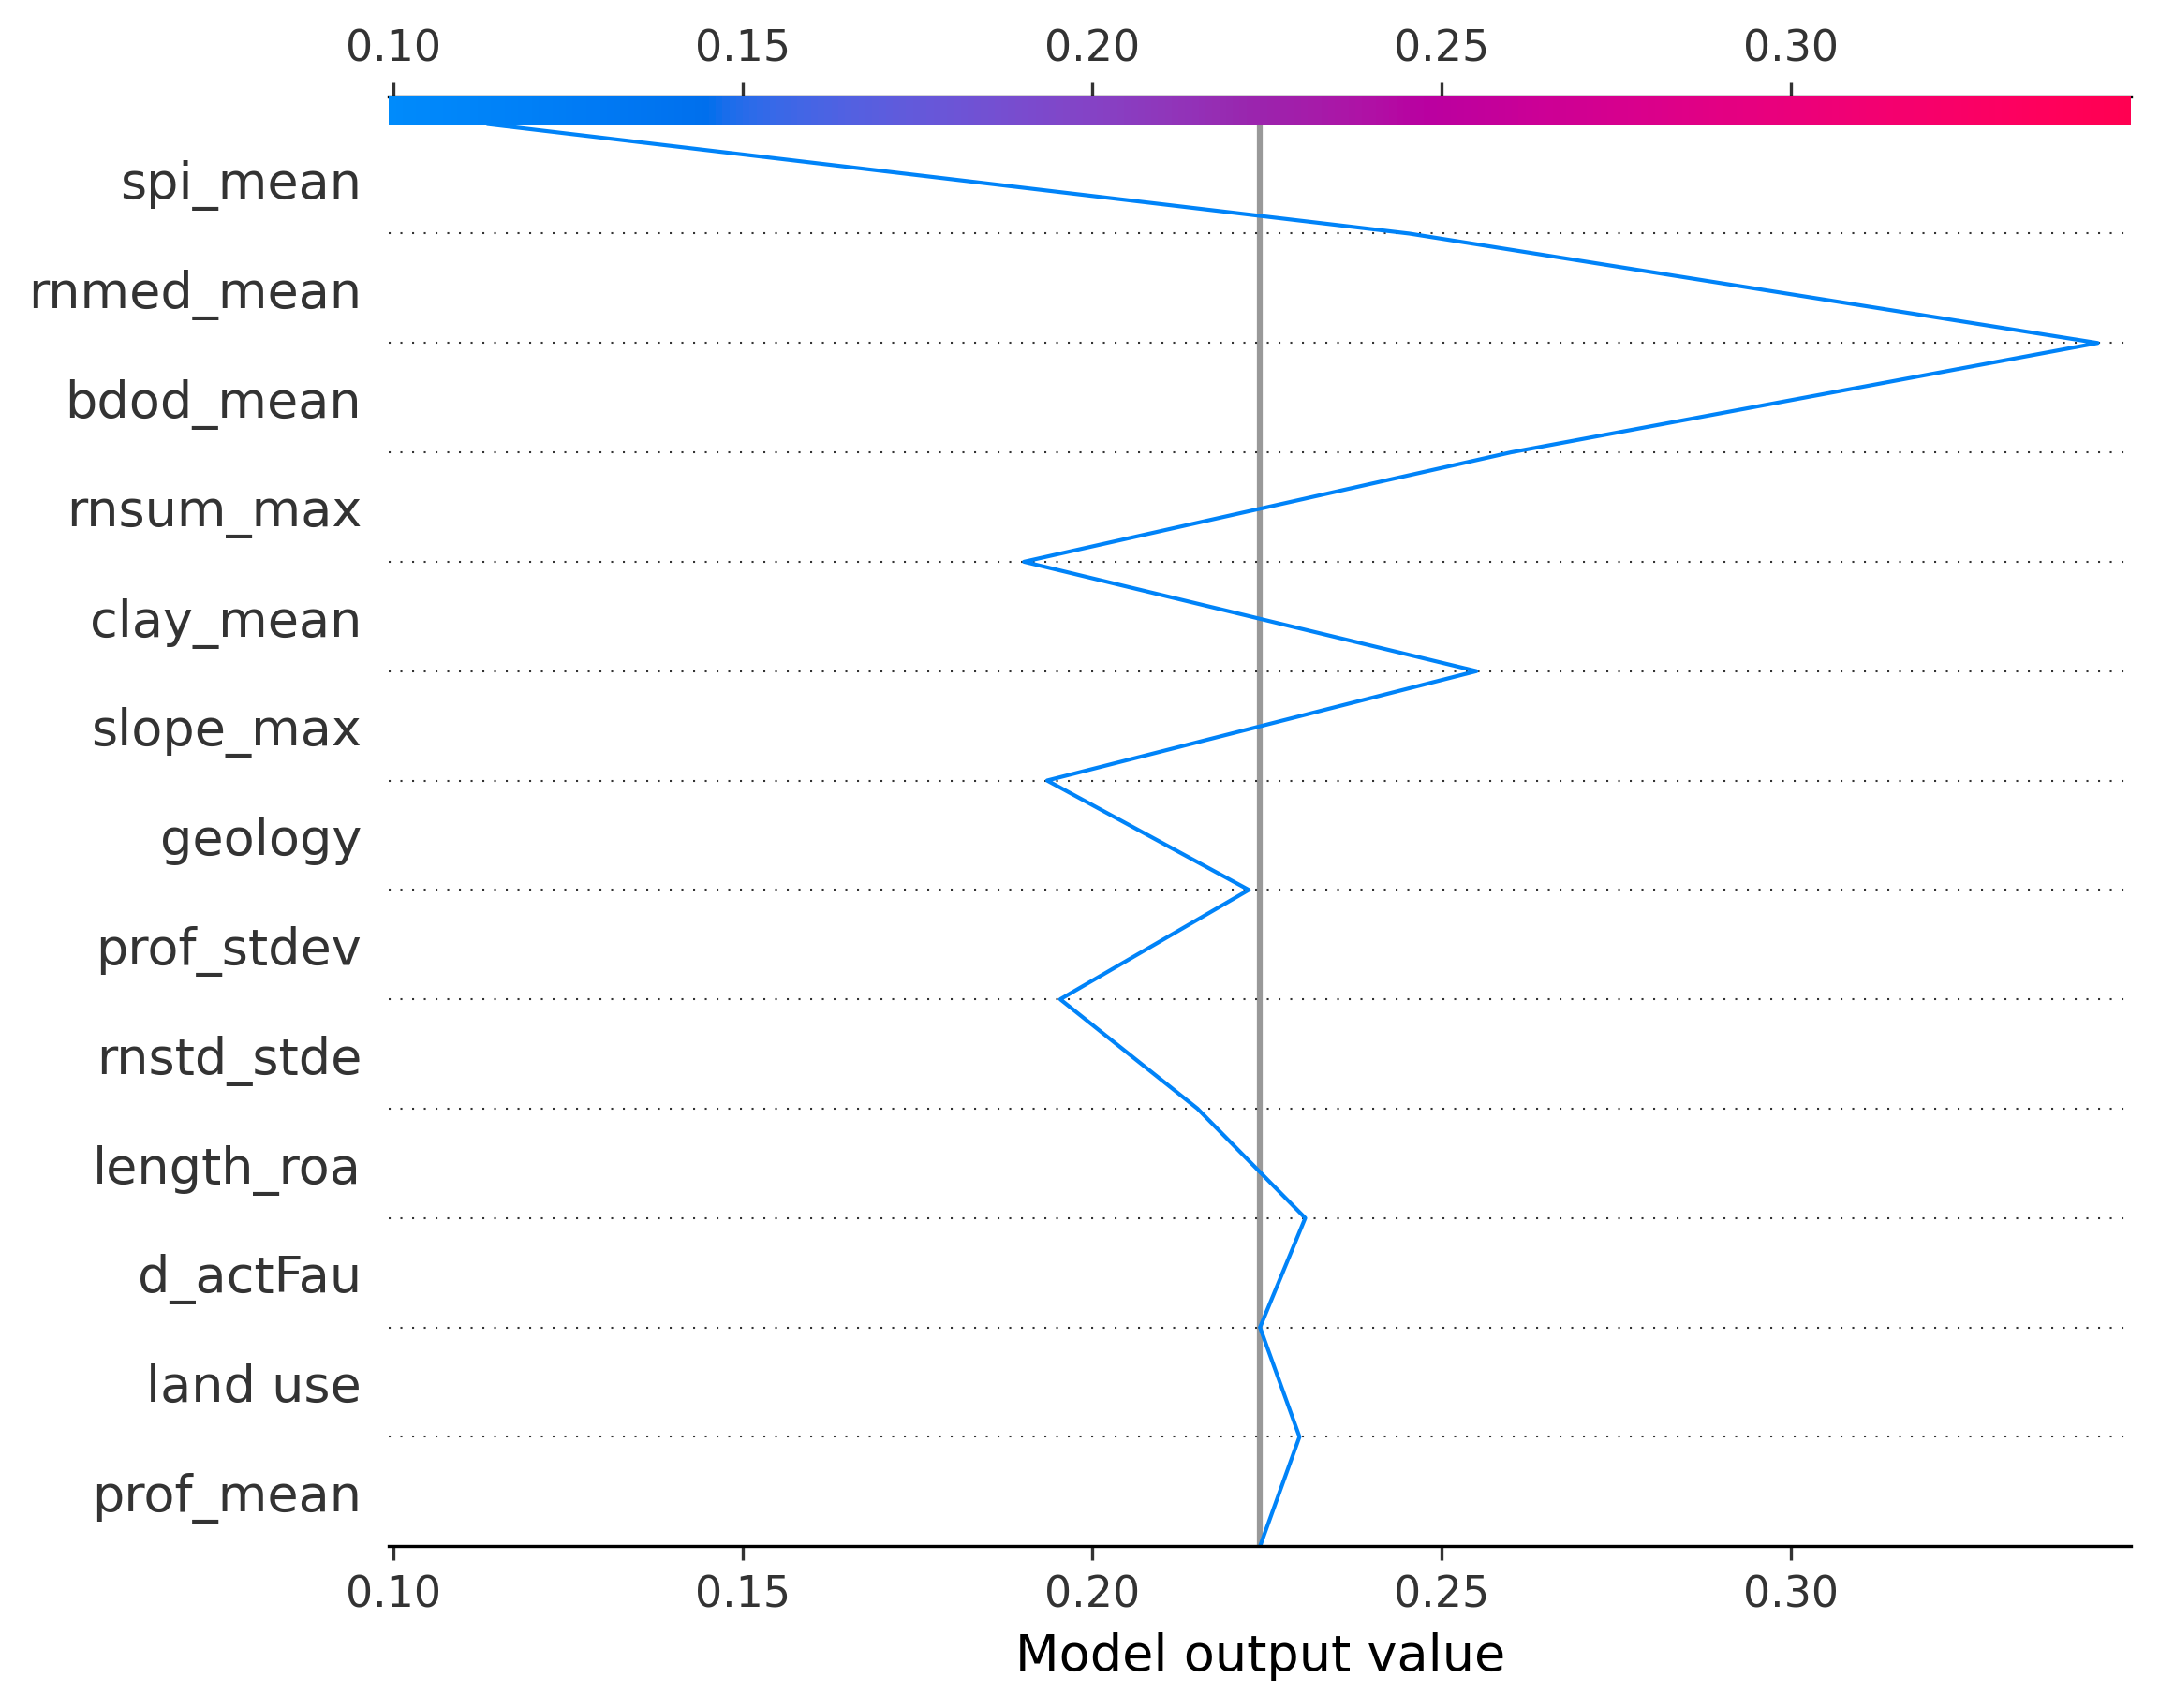 0.10 0.15 0.20 0.25 0.30
spi_mean
rnmed_mean
bdod_mean
rnsum_max
clay_mean
slope_max
geology
prof_stdev
rnstd_stde
length_roa
d_actFau
land use
prof_mean
0.10 0.15 0.20 0.25 0.30
Model output value